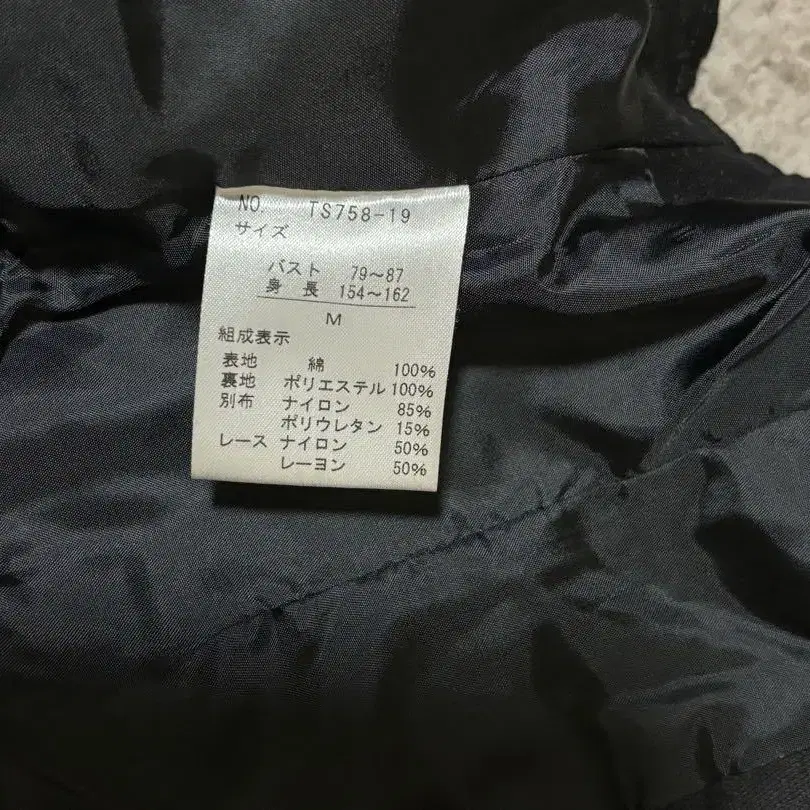 NO. TS758-19
サイズ
バスト 79～87
身長 154～162
M
組成表示
表地 綿 100%
裏地 ポリエステル 100%
別布 ナイロン 85%
ポリウレタン 15%
レース ナイロン 50%
レーヨン 50%